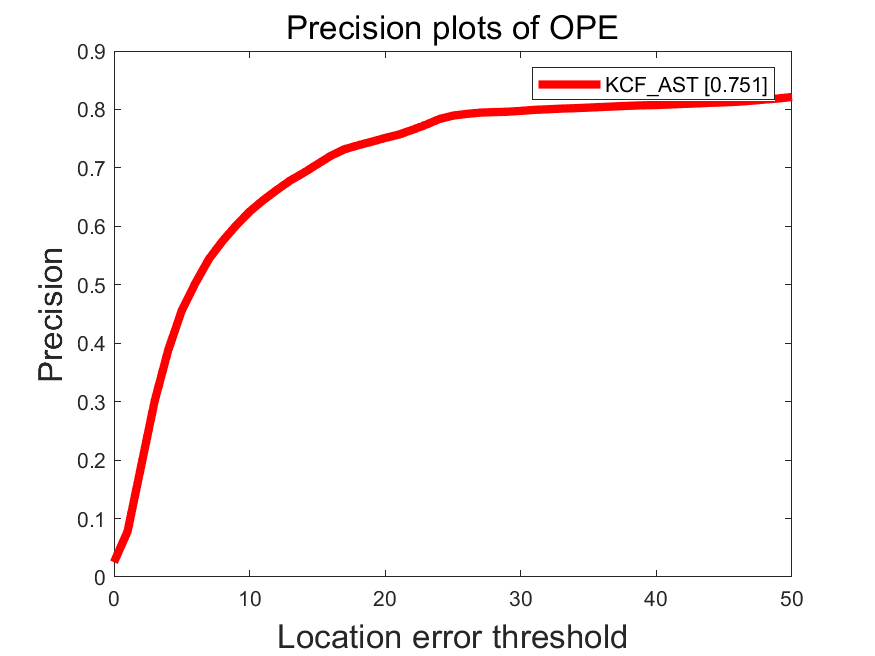 Precision plots of OPE
KCF_AST [0.751]
Precision
0.9
0.8
0.7
0.6
0.5
0.4
0.3
0.2
0.1
0
0 10 20 30 40 50
Location error threshold